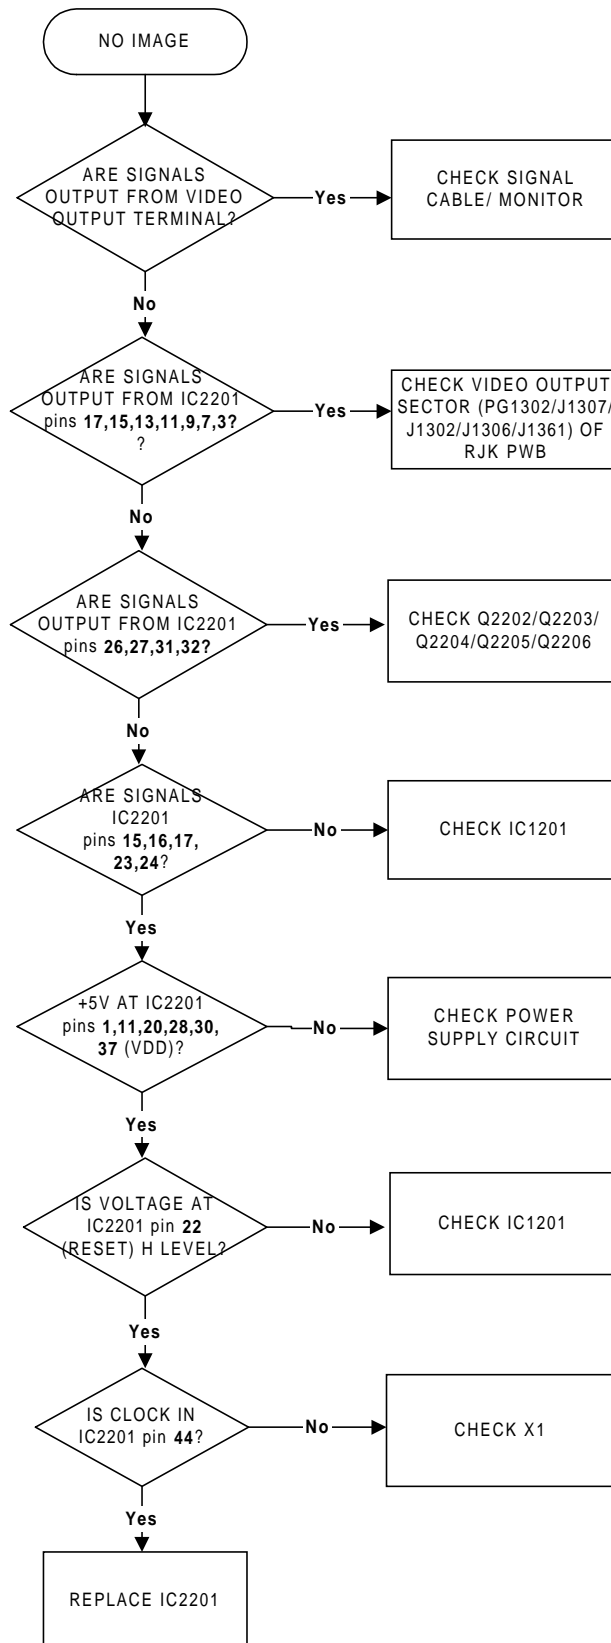 NO IMAGE
ARE SIGNALS
OUTPUT FROM VIDEO
OUTPUT TERMINAL?
Yes
CHECK SIGNAL
CABLE/ MONITOR
No
ARE SIGNALS
OUTPUT FROM IC2201
pins 17,15,13,11,9,7,3?
?
Yes
CHECK VIDEO OUTPUT
SECTOR (PG1302/J1307/
J1302/J1306/J1361) OF
RJK PWB
No
ARE SIGNALS
OUTPUT FROM IC2201
pins 26,27,31,32?
Yes
CHECK Q2202/Q2203/
Q2204/Q2205/Q2206
No
ARE SIGNALS
IC2201
pins 15,16,17,
23,24?
No
CHECK IC1201
Yes
+5V AT IC2201
pins 1,11,20,28,30,
37 (VDD)?
No
CHECK POWER
SUPPLY CIRCUIT
Yes
IS VOLTAGE AT
IC2201 pin 22
(RESET) H LEVEL?
No
CHECK IC1201
Yes
IS CLOCK IN
IC2201 pin 44?
No
CHECK X1
Yes
REPLACE IC2201